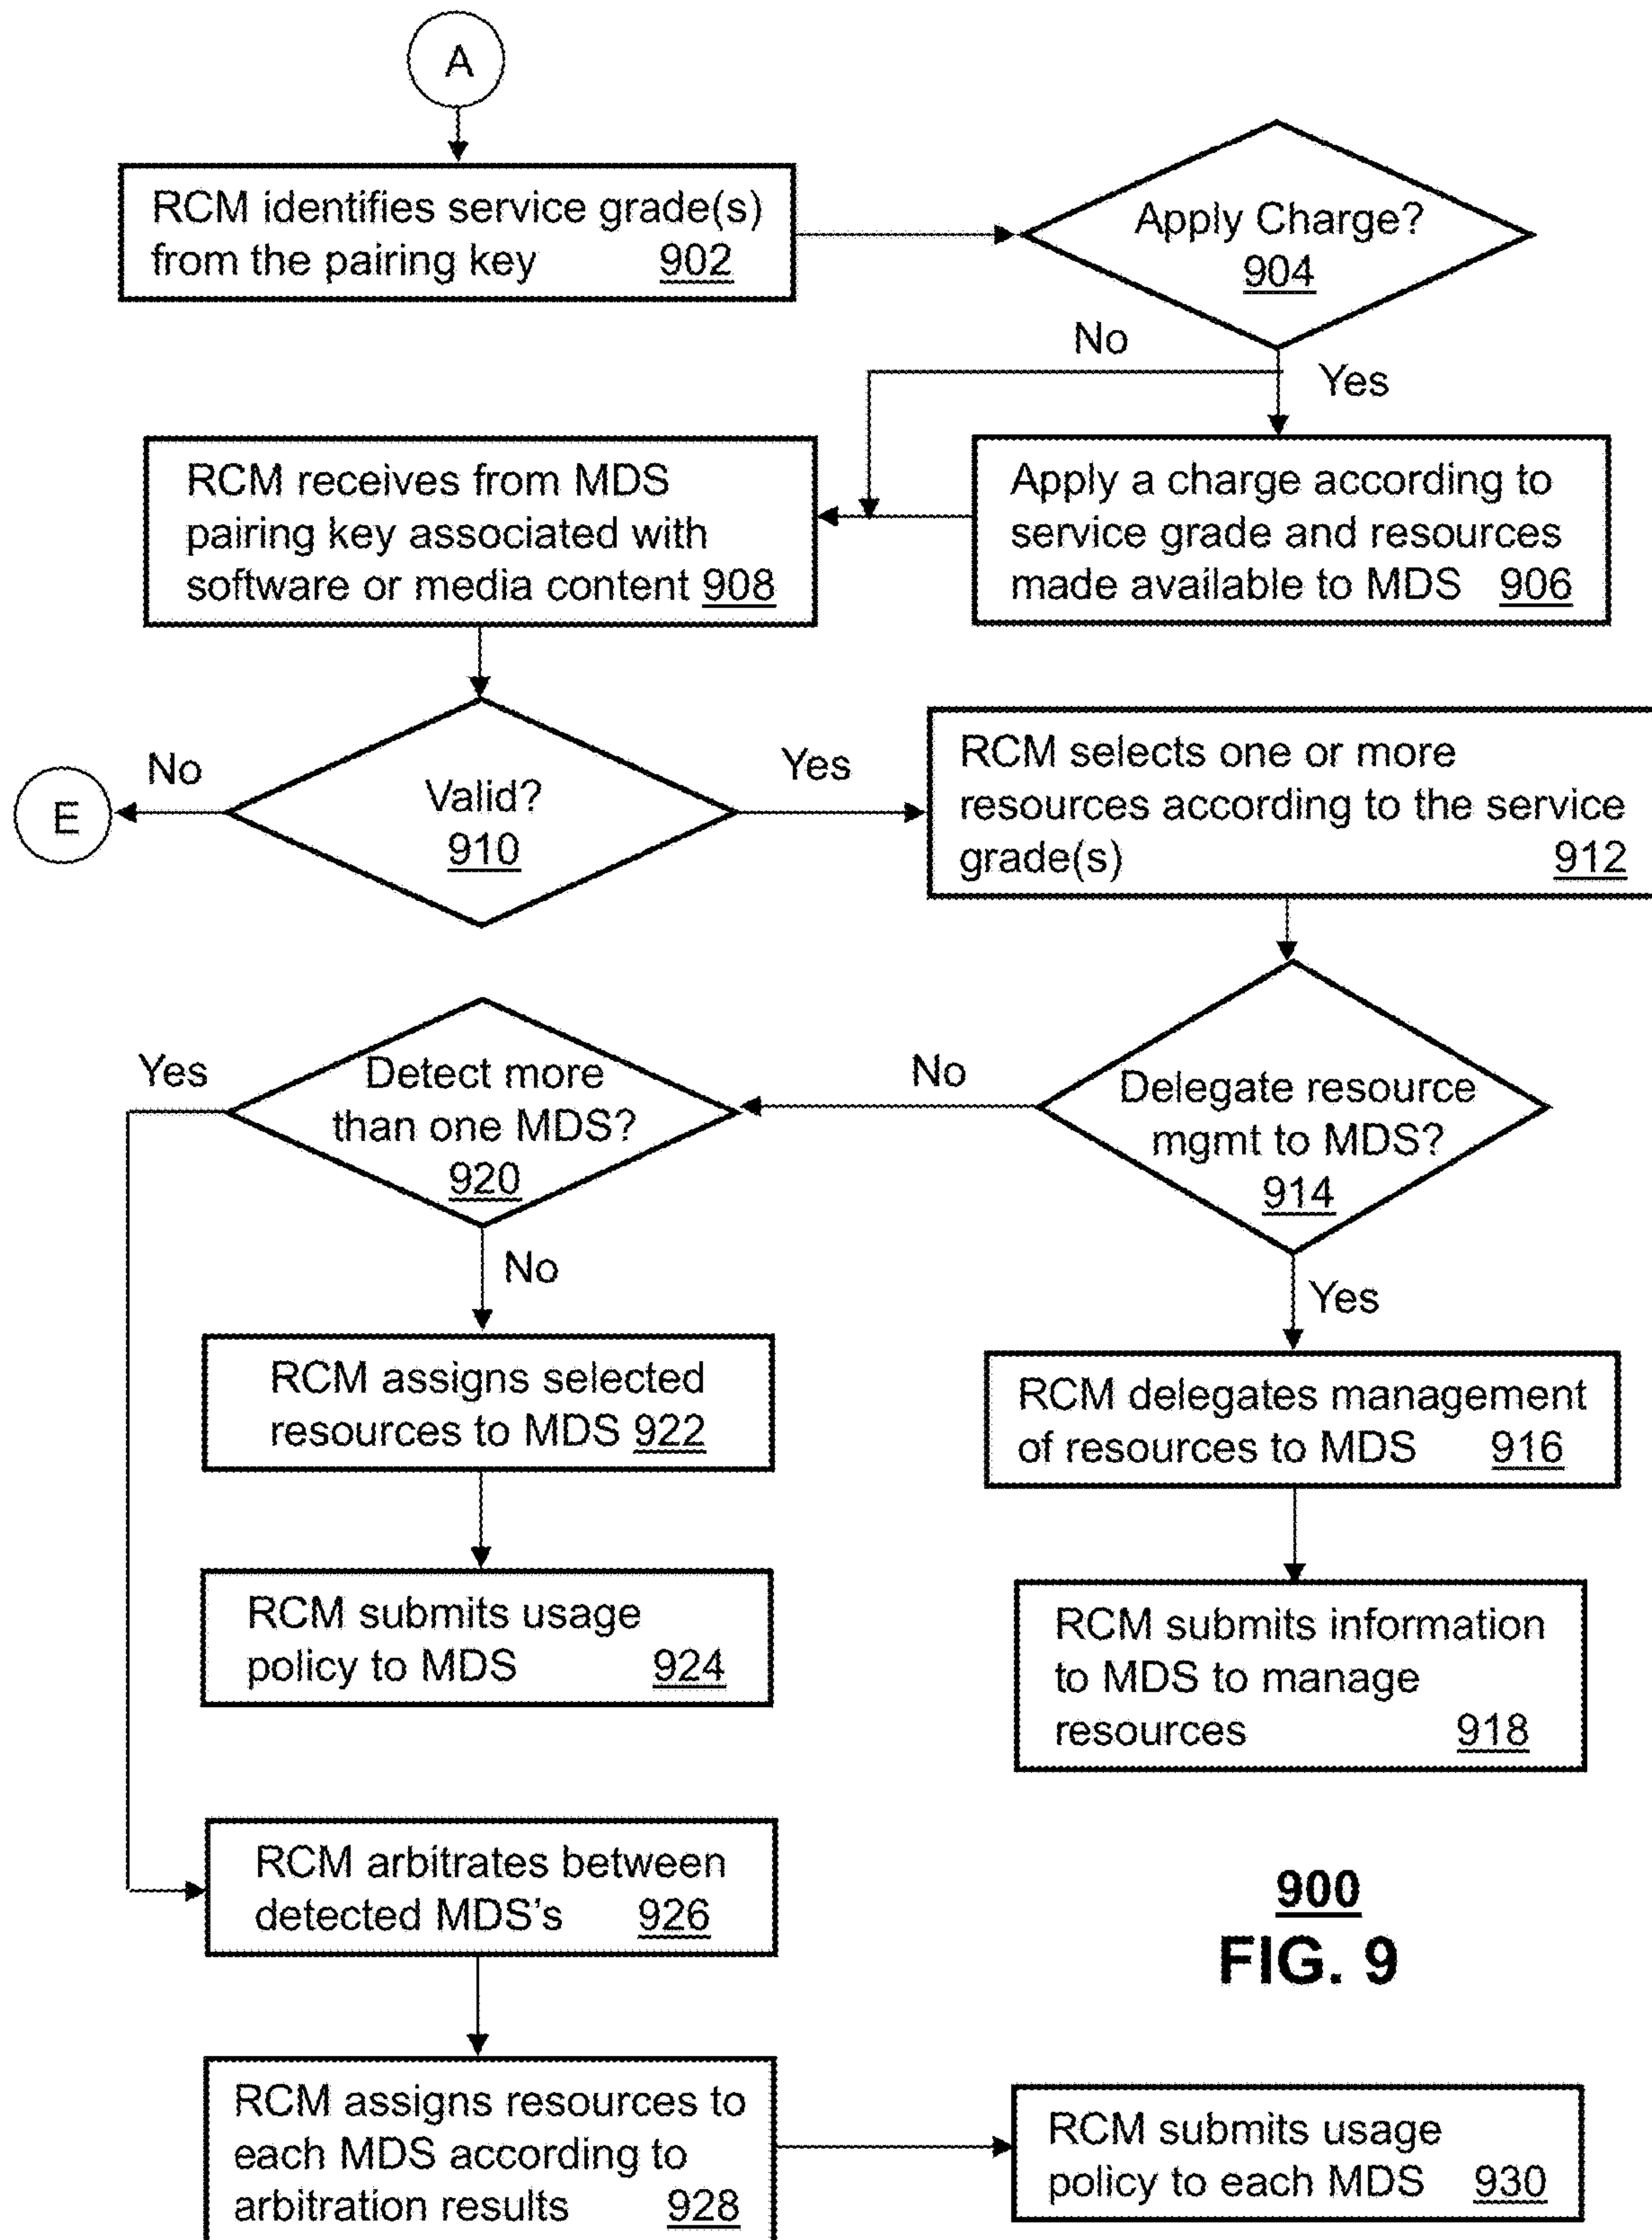 A
RCM identifies service grade(s)
from the pairing key 902
Apply Charge?
904
No
Yes
RCM receives from MDS
pairing key associated with
software or media content 908
Apply a charge according to
service grade and resources
made available to MDS 906
No
E
Valid?
910
Yes
RCM selects one or more
resources according to the service
grade(s) 912
Yes
Detect more
than one MDS?
920
No
Delegate resource
mgmt to MDS?
914
No
Yes
RCM assigns selected
resources to MDS 922
RCM delegates management
of resources to MDS 916
RCM submits usage
policy to MDS 924
RCM submits information
to MDS to manage
resources 918
RCM arbitrates between
detected MDS's 926
900
FIG. 9
RCM assigns resources to
each MDS according to
arbitration results 928
RCM submits usage
policy to each MDS 930